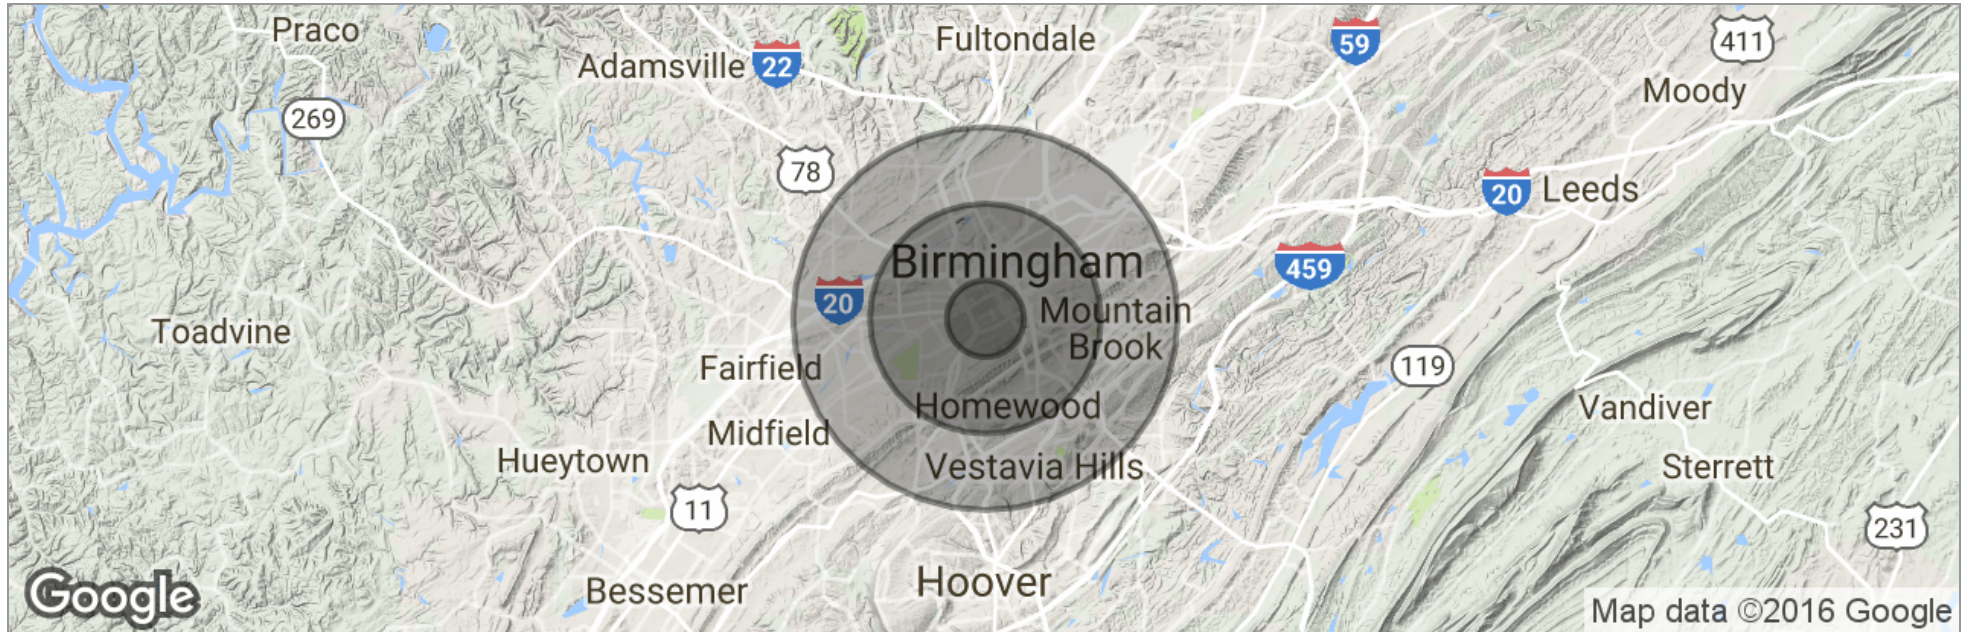 Praco
Fultondale
59
411
Adamsville
22
Moody
269
78
20
Leeds
Birmingham
459
20
Mountain
Brook
Toadvine
Fairfield
119
Homewood
Vandiver
Midfield
Hueytown
Vestavia Hills
Sterrett
11
231
Bessemer
Hoover
Google
Map data ©2016 Google